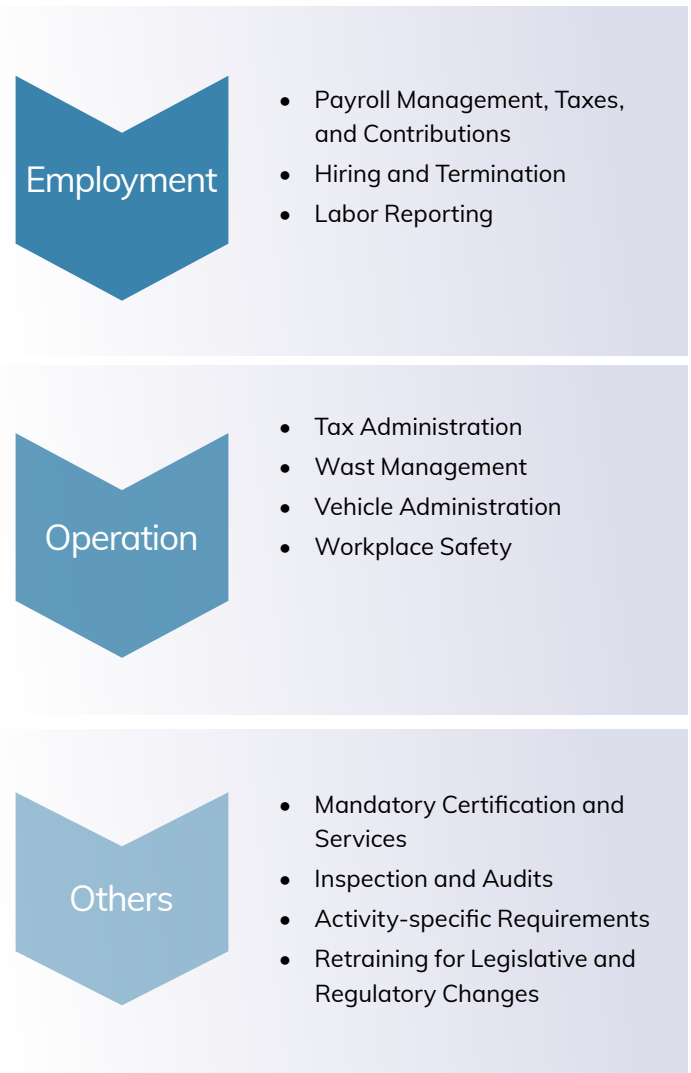 Employment
• Payroll Management, Taxes,
and Contributions
• Hiring and Termination
• Labor Reporting
Operation
• Tax Administration
• Wast Management
• Vehicle Administration
• Workplace Safety
Others
• Mandatory Certification and
Services
• Inspection and Audits
• Activity-specific Requirements
• Retraining for Legislative and
Regulatory Changes